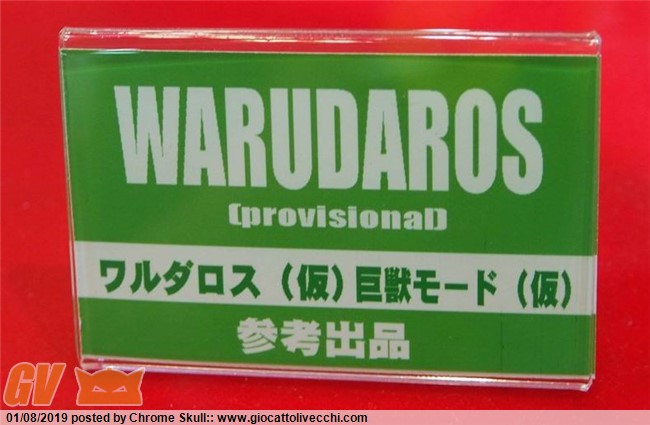 WARUDAROS
(provisional)
ワルダロス（仮）巨獣モード（仮）
参考出品
GV
01/08/2019 posted by Chrome Skull:: www.giocattolivecchi.com